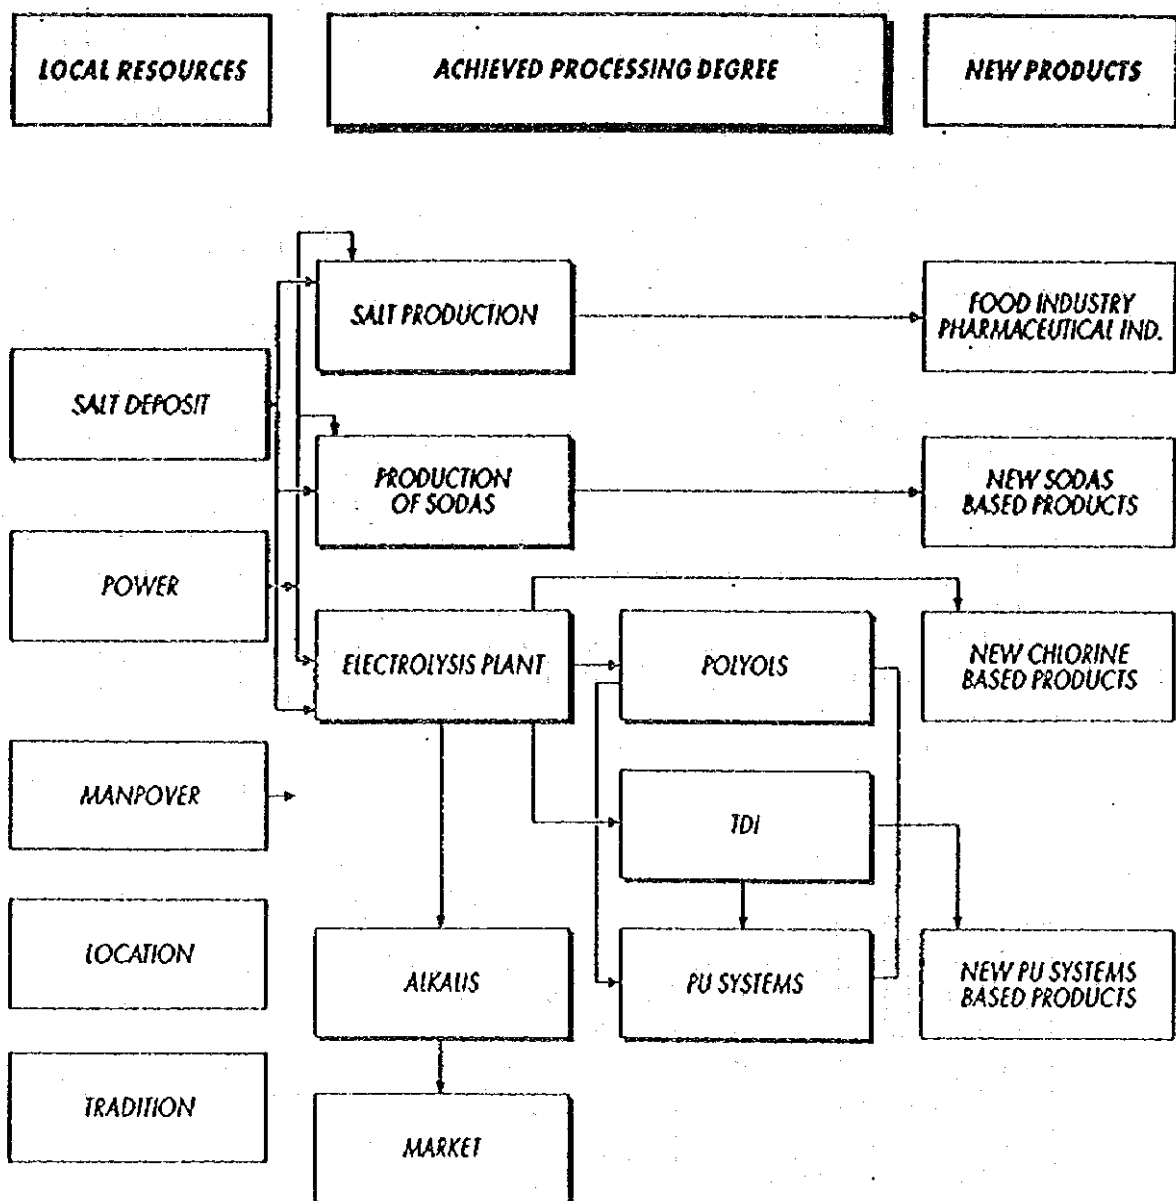 LOCAL RESOURCES
ACHIEVED PROCESSING DEGREE
NEW PRODUCTS
SALT PRODUCTION
FOOD INDUSTRY
PHARMACEUTICAL IND.
SALT DEPOSIT
PRODUCTION
OF SODAS
NEW SODAS
BASED PRODUCTS
POWER
ELECTROLYSIS PLANT
POLYOLS
NEW CHLORINE
BASED PRODUCTS
MANPOVER
TDI
LOCATION
ALKALIS
PU SYSTEMS
NEW PU SYSTEMS
BASED PRODUCTS
TRADITION
MARKET